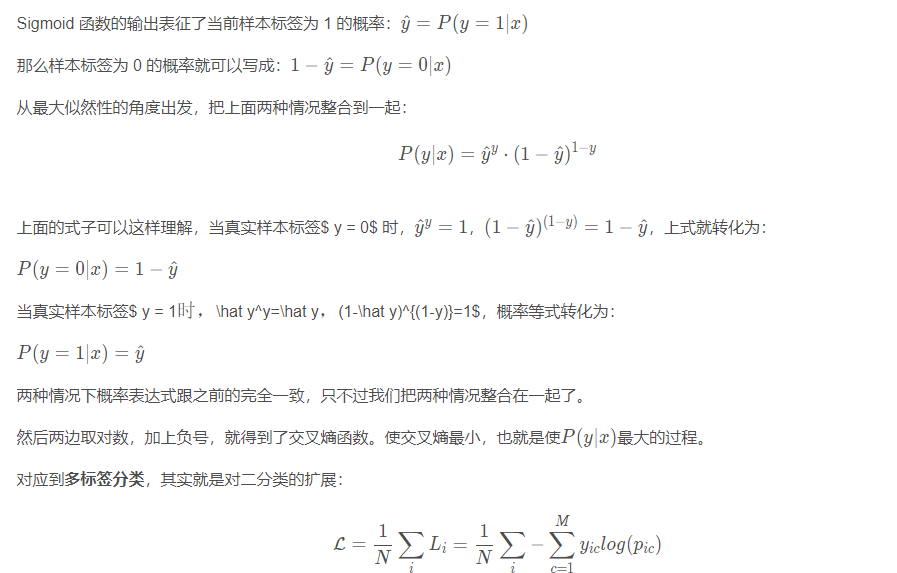 Sigmoid 函数的输出表征了当前样本标签为 1 的概率：ŷ = P(y = 1|x)
那么样本标签为 0 的概率就可以写成：1 − ŷ = P(y = 0|x)
从最大似然性的角度出发，把上面两种情况整合到一起：
P(y|x) = ŷ^y · (1 − ŷ)^{1−y}
上面的式子可以这样理解，当真实样本标签$ y = 0$ 时，ŷ^y = 1，(1 − ŷ)^{(1−y)} = 1 − ŷ，上式就转化为：
P(y = 0|x) = 1 − ŷ
当真实样本标签$ y = 1时，\hat y^y=\hat y，(1-\hat y)^{(1-y)}=1$，概率等式转化为：
P(y = 1|x) = ŷ
两种情况下概率表达式跟之前的完全一致，只不过我们把两种情况整合在一起了。
然后两边取对数，加上负号，就得到了交叉熵函数。使交叉熵最小，也就是使P(y|x)最大的过程。
对应到多标签分类，其实就是对二分类的扩展：
ℒ = \frac{1}{N} \sum_{i} L_i = \frac{1}{N} \sum_{i} − \sum_{c=1}^{M} y_{ic}log(p_{ic})